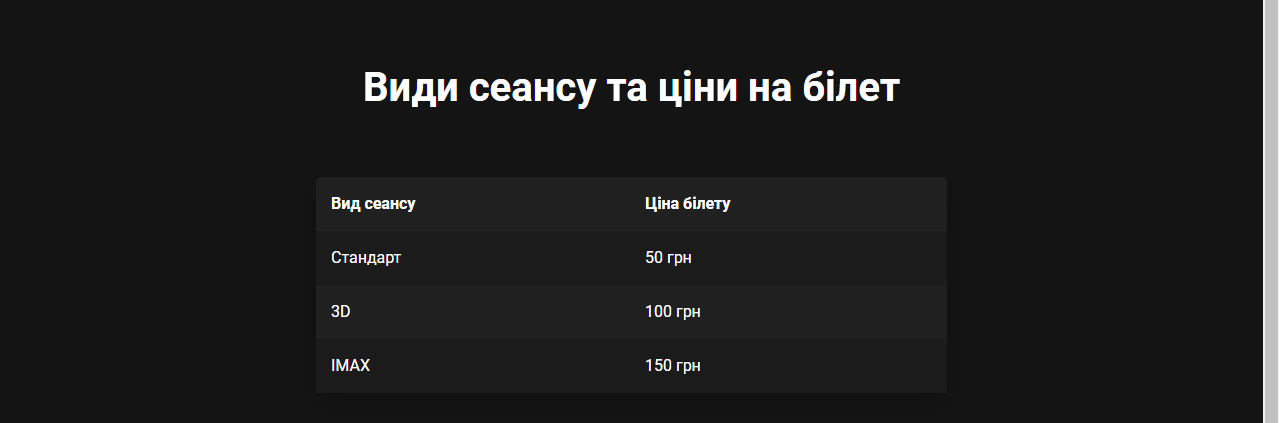 Види сеансу та ціни на білет
Вид сеансу Ціна білету
Стандарт 50 грн
3D 100 грн
IMAX 150 грн